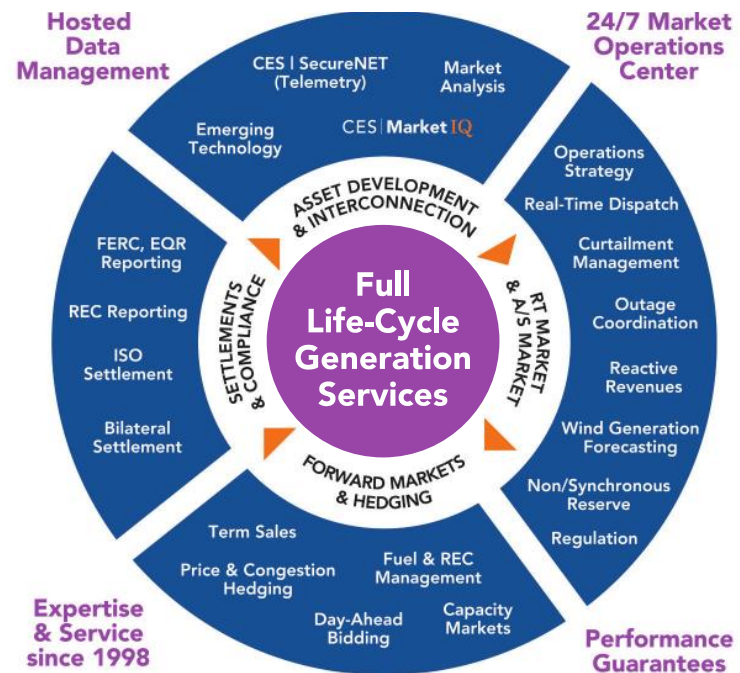 Hosted
Data
Management
24/7 Market
Operations
Center
CES | SecureNET
(Telemetry)
Market
Analysis
Emerging
Technology
CES|Market IQ
ASSET DEVELOPMENT
& INTERCONNECTION
Operations
Strategy
Real-Time Dispatch
Curtailment
Management
Outage
Coordination
Reactive
Revenues
Wind Generation
Forecasting
Non/Synchronous
Reserve
Regulation
RT MARKET
& A/S MARKET
FERC, EQR
Reporting
REC Reporting
ISO
Settlement
Bilateral
Settlement
SETTLEMENTS
& COMPLIANCE
Full
Life-Cycle
Generation
Services
FORWARD MARKETS
& HEDGING
Term Sales
Price & Congestion
Hedging
Fuel & REC
Management
Day-Ahead
Bidding
Capacity
Markets
Expertise
& Service
since 1998
Performance
Guarantees